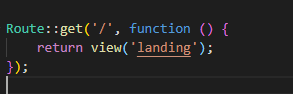 Route::get('/', function () {
    return view('landing');
});